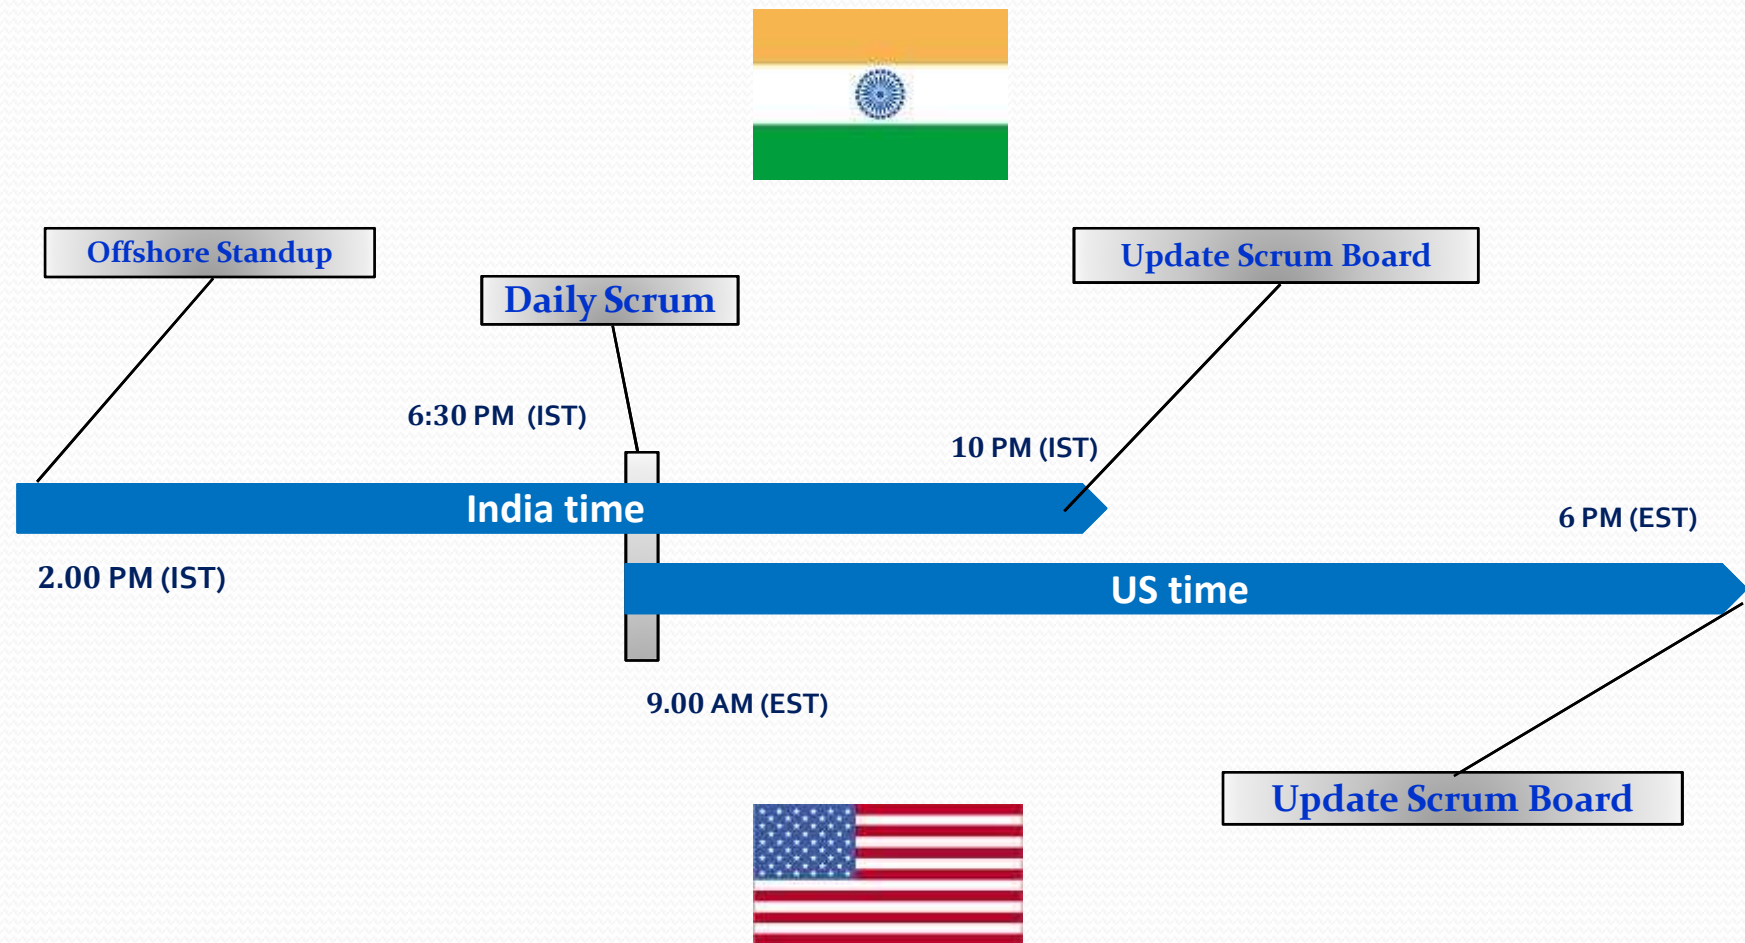 Offshore Standup
Update Scrum Board
Daily Scrum
6:30 PM (IST)
10 PM (IST)
India time
6 PM (EST)
2.00 PM (IST)
US time
9.00 AM (EST)
Update Scrum Board